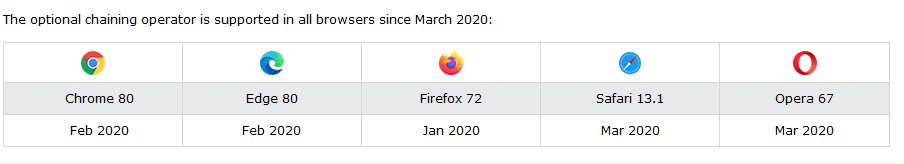 The optional chaining operator is supported in all browsers since March 2020:
Chrome 80 Edge 80 Firefox 72 Safari 13.1 Opera 67
Feb 2020 Feb 2020 Jan 2020 Mar 2020 Mar 2020